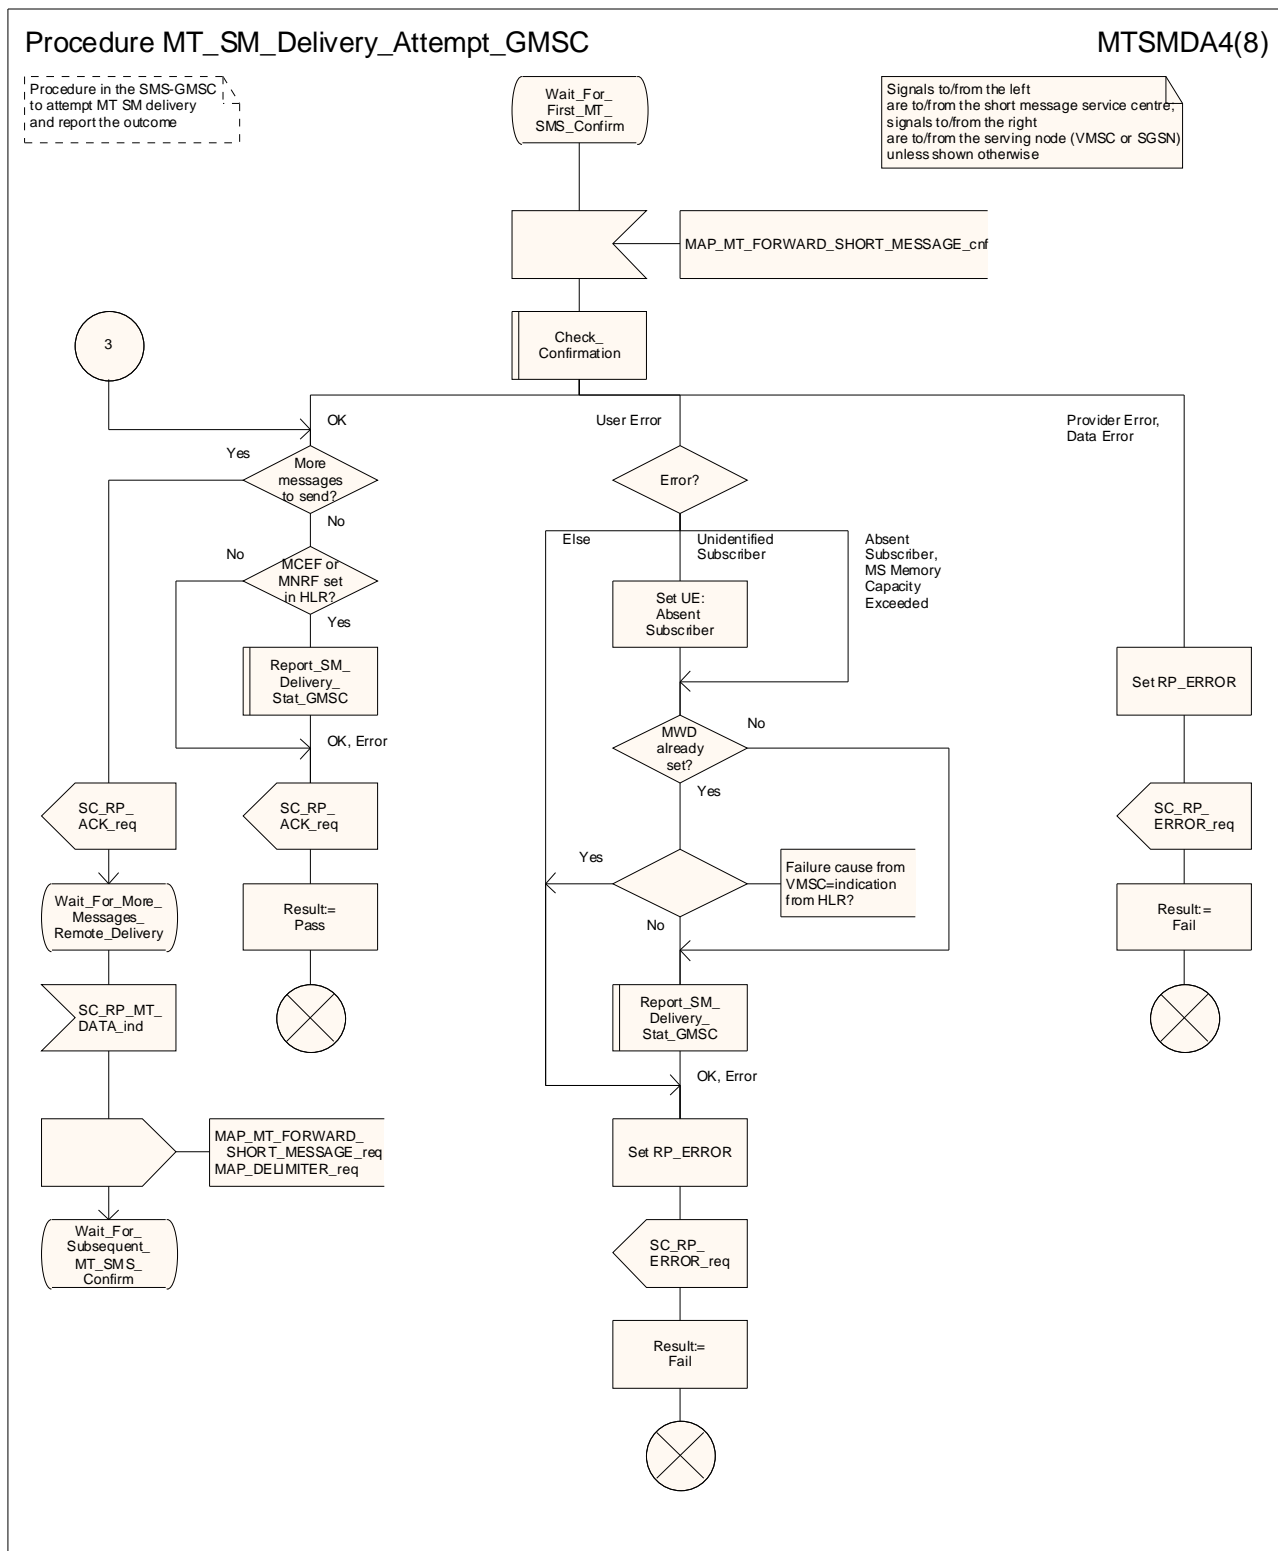 Procedure MT_SM_Delivery_Attempt_GMSC
MTSMDA4(8)
Procedure in the SMS-GMSC
to attempt MT SM delivery
and report the outcome
Wait_For_
First_MT_
SMS_Confirm
Signals to/from the left
are to/from the short message service centre;
signals to/from the right
are to/from the serving node (VMSC or SGSN)
unless shown otherwise
MAP_MT_FORWARD_SHORT_MESSAGE_cnf
Check_
Confirmation
3
OK
User Error
Provider Error,
Data Error
Yes
More
messages
to send?
Error?
No
Else
Unidentified
Subscriber
Absent
Subscriber,
MS Memory
Capacity
Exceeded
No
MCEF or
MNRF set
in HLR?
Yes
Set UE:
Absent
Subscriber
Report_SM_
Delivery_
Stat_GMSC
Set RP_ERROR
OK, Error
MWD
already
set?
No
Yes
SC_RP_
ACK_req
SC_RP_
ACK_req
SC_RP_
ERROR_req
Yes
Failure cause from
VMSC=indication
from HLR?
No
Wait_For_More_
Messages_
Remote_Delivery
Result:=
Pass
Result:=
Fail
SC_RP_MT_
DATA_ind
Report_SM_
Delivery_
Stat_GMSC
OK, Error
MAP_MT_FORWARD_
SHORT_MESSAGE_req
MAP_DELIMITER_req
Set RP_ERROR
Wait_For_
Subsequent_
MT_SMS_
Confirm
SC_RP_
ERROR_req
Result:=
Fail